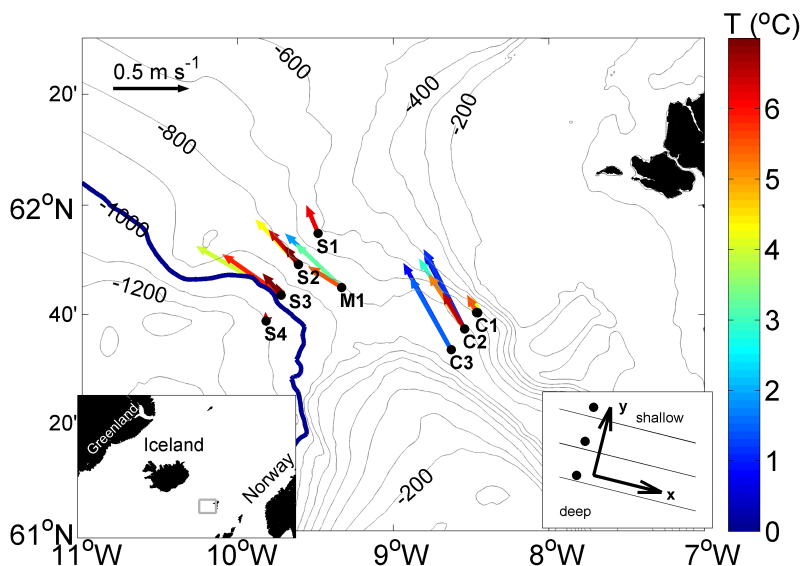 T (°C)
0.5 m s⁻¹
-600
-400
-200
-800
-1000
-1200
-200
S1
S2
S3
S4
M1
C1
C2
C3
20'
62°N
40'
20'
61°N
11°W
10°W
9°W
8°W
7°W
6
5
4
3
2
1
0
Greenland
Iceland
Norway
y
shallow
x
deep